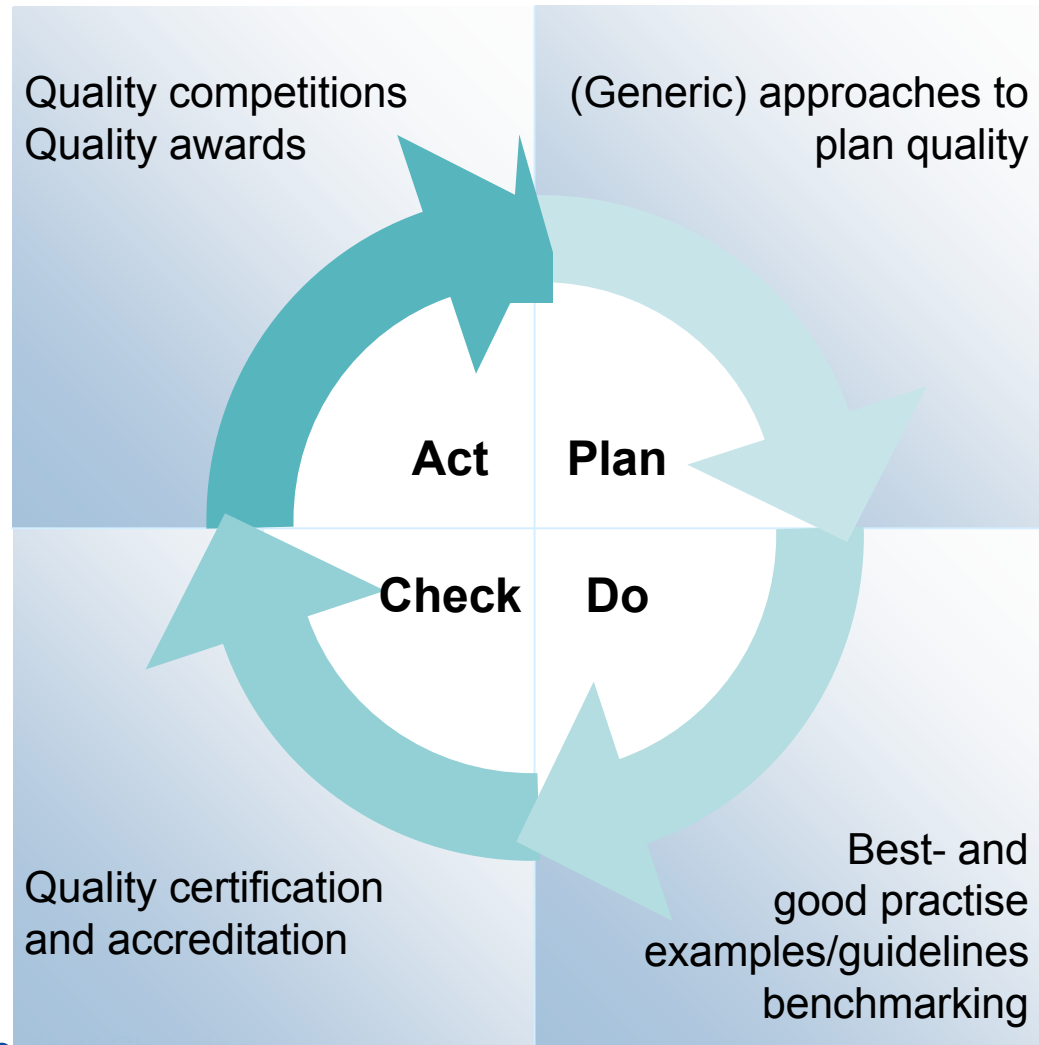 Quality competitions
Quality awards
(Generic) approaches to
plan quality
Act
Plan
Check
Do
Quality certification
and accreditation
Best- and
good practise
examples/guidelines
benchmarking